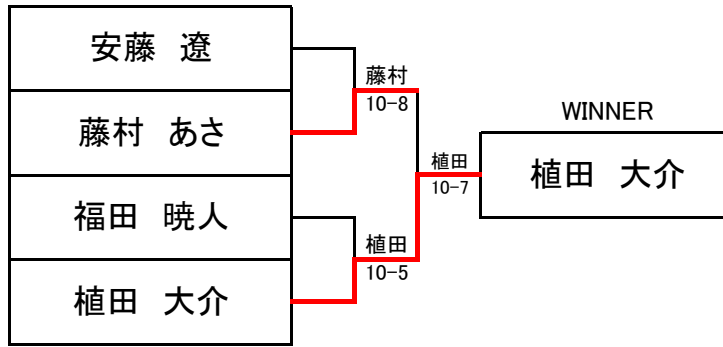 安藤　遼
藤村　あさ
福田　暁人
植田　大介
藤村
10-8
植田
10-5
植田
10-7
WINNER
植田　大介